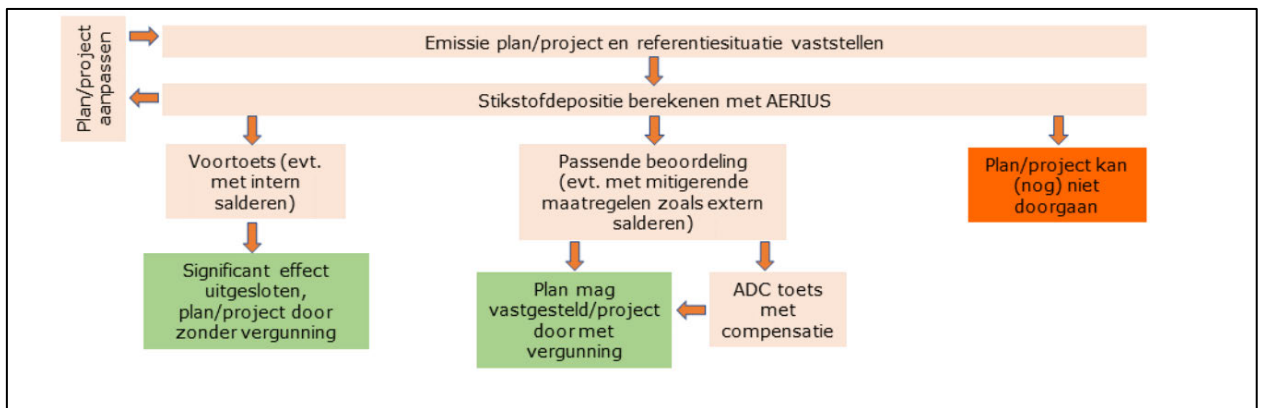 Plan/project
aanpassen
Emissie plan/project en referentiesituatie vaststellen
Stikstofdepositie berekenen met AERIUS
Voortoets (evt.
met intern
salderen)
Passende beoordeling
(evt. met mitigerende
maatregelen zoals extern
salderen)
Plan/project kan
(nog) niet
doorgaan
Significant effect
uitgesloten,
plan/project door
zonder vergunning
Plan mag
vastgesteld/project
door met
vergunning
ADC toets
met
compensatie